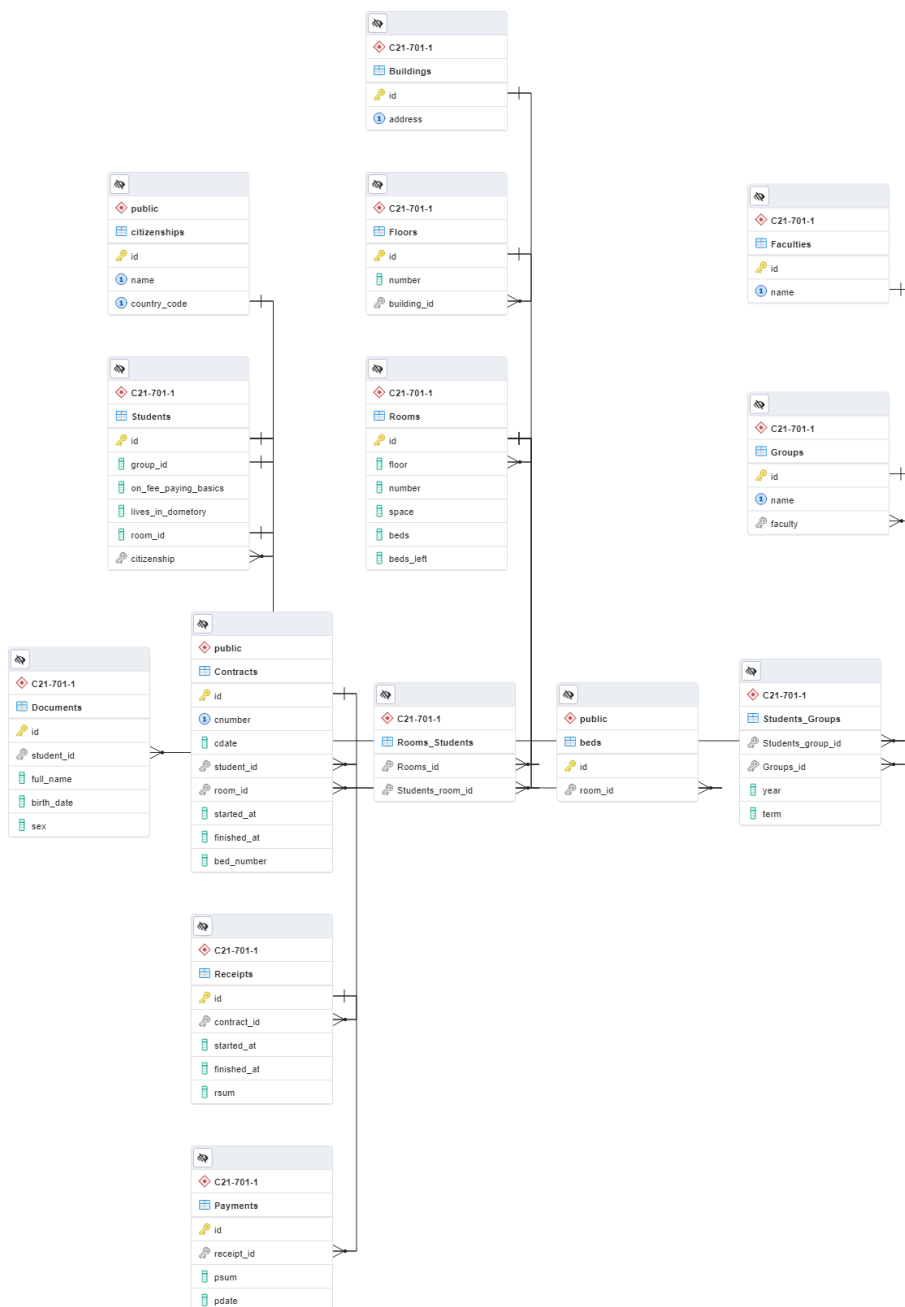 C21-701-1
Buildings
id
address
public
citizenships
id
name
country_code
C21-701-1
Floors
id
number
building_id
C21-701-1
Faculties
id
name
C21-701-1
Students
id
group_id
on_fee_paying_basics
lives_in_dometory
room_id
citizenship
C21-701-1
Rooms
id
floor
number
space
beds
beds_left
C21-701-1
Groups
id
name
faculty
C21-701-1
Documents
id
student_id
full_name
birth_date
sex
public
Contracts
id
cnumber
cdate
student_id
room_id
started_at
finished_at
bed_number
C21-701-1
Rooms_Students
Rooms_id
Students_room_id
public
beds
id
room_id
C21-701-1
Students_Groups
Students_group_id
Groups_id
year
term
C21-701-1
Receipts
id
contract_id
started_at
finished_at
rsum
C21-701-1
Payments
id
receipt_id
psum
pdate